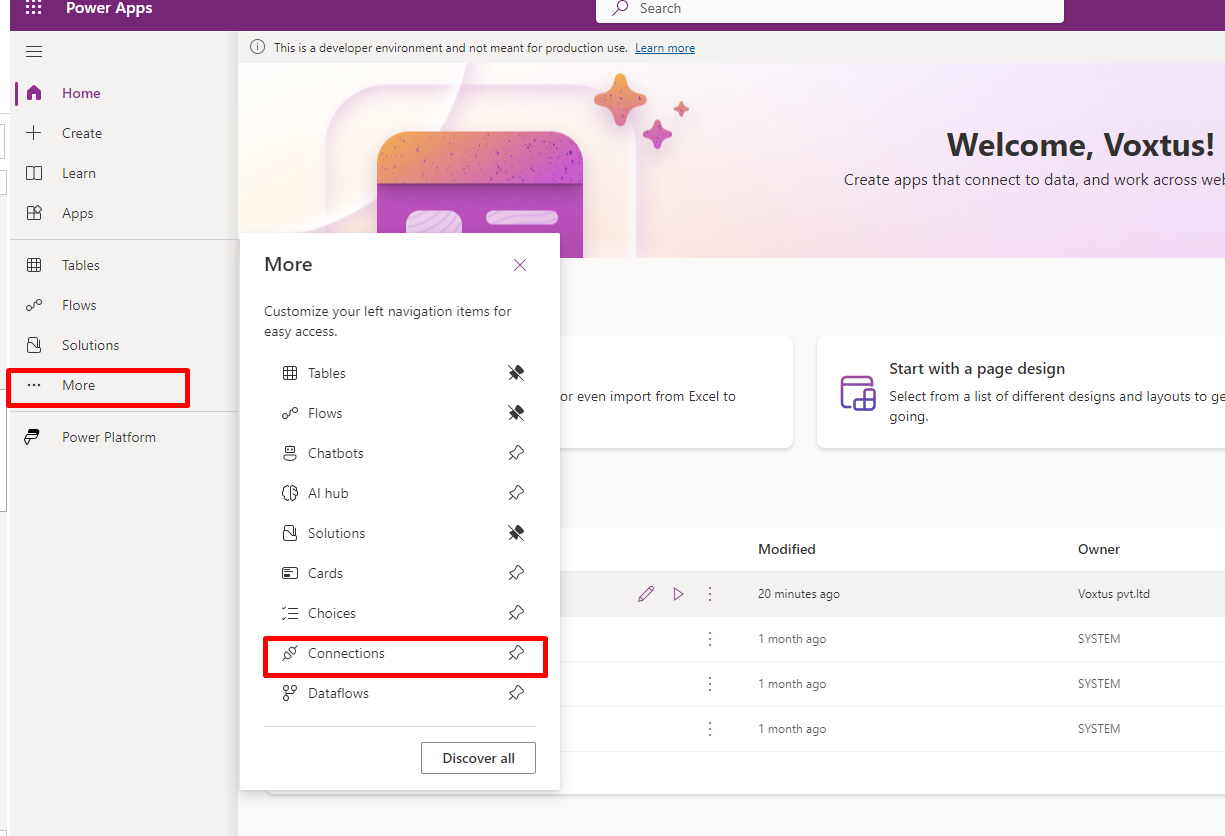 Power Apps
Search
This is a developer environment and not meant for production use. Learn more
Home
Create
Learn
Apps
Tables
Flows
Solutions
More
Power Platform
Welcome, Voxtus!
Create apps that connect to data, and work across web
More
Customize your left navigation items for
easy access.
Tables
Flows
Chatbots
AI hub
Solutions
Cards
Choices
Connections
Dataflows
Discover all
or even import from Excel to
Start with a page design
Select from a list of different designs and layouts to ge
going.
Modified Owner
20 minutes ago Voxtus pvt.ltd
1 month ago SYSTEM
1 month ago SYSTEM
1 month ago SYSTEM